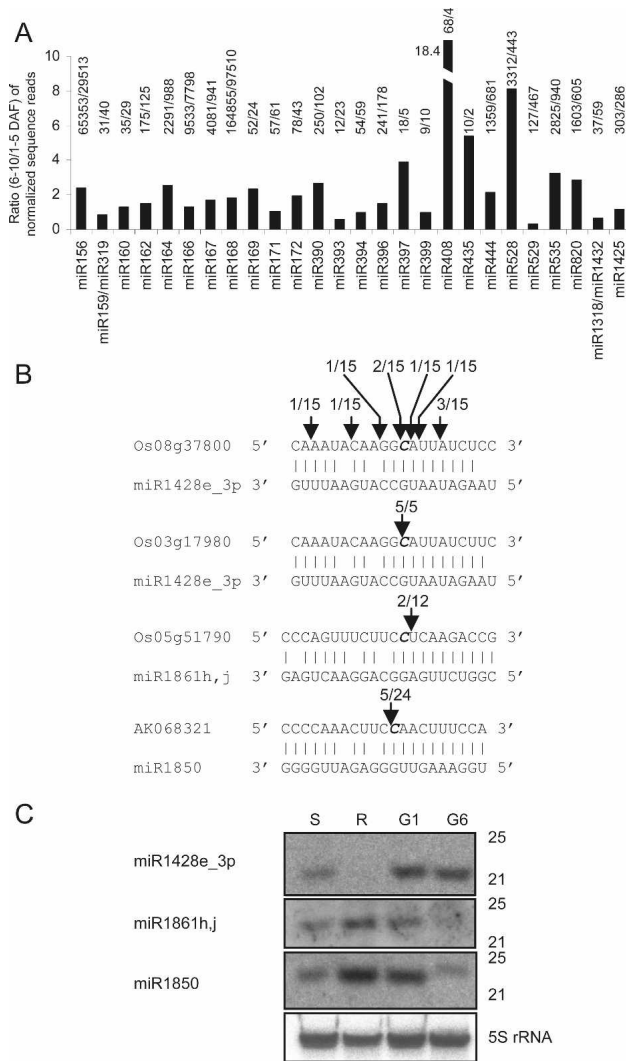 A
Ratio (6-10/1-5 DAF) of
normalized sequence reads
10
8
6
4
2
0
18.4
65353/29513
31/40
35/29
175/125
2291/988
9533/7798
4081/941
164855/97510
52/24
57/61
78/43
250/102
12/23
54/59
241/178
18/5
9/10
68/4
10/2
1359/681
3312/443
127/467
2825/940
1603/605
37/59
303/286
miR156
miR159/miR319
miR160
miR162
miR164
miR166
miR167
miR168
miR169
miR171
miR172
miR390
miR393
miR394
miR396
miR397
miR399
miR408
miR435
miR444
miR528
miR529
miR535
miR820
miR1318/miR1432
miR1425
B
1/15 2/15 1/15 1/15
1/15 1/15 3/15
Os08g37800 5′ CAAAUACAAGGCAUUAUCUCC 3′
miR1428e_3p 3′ GUUUAAGUACCGUAAUAGAAU 5′
5/5
Os03g17980 5′ CAAAUACAAGGCAUUAUCUUC 3′
miR1428e_3p 3′ GUUUAAGUACCGUAAUAGAAU 5′
2/12
Os05g51790 5′ CCCAGUUUCUUCCUCAAGACCG 3′
miR1861h,j 3′ GAGUCAAGGACGGAGUUCUGGC 5′
5/24
AK068321 5′ CCCCAAACUUCCAACUUUCCA 3′
miR1850 3′ GGGGUUAGAGGGUUGAAAGGU 5′
C
S R G1 G6
miR1428e_3p
25
21
miR1861h,j
25
21
miR1850
25
21
5S rRNA